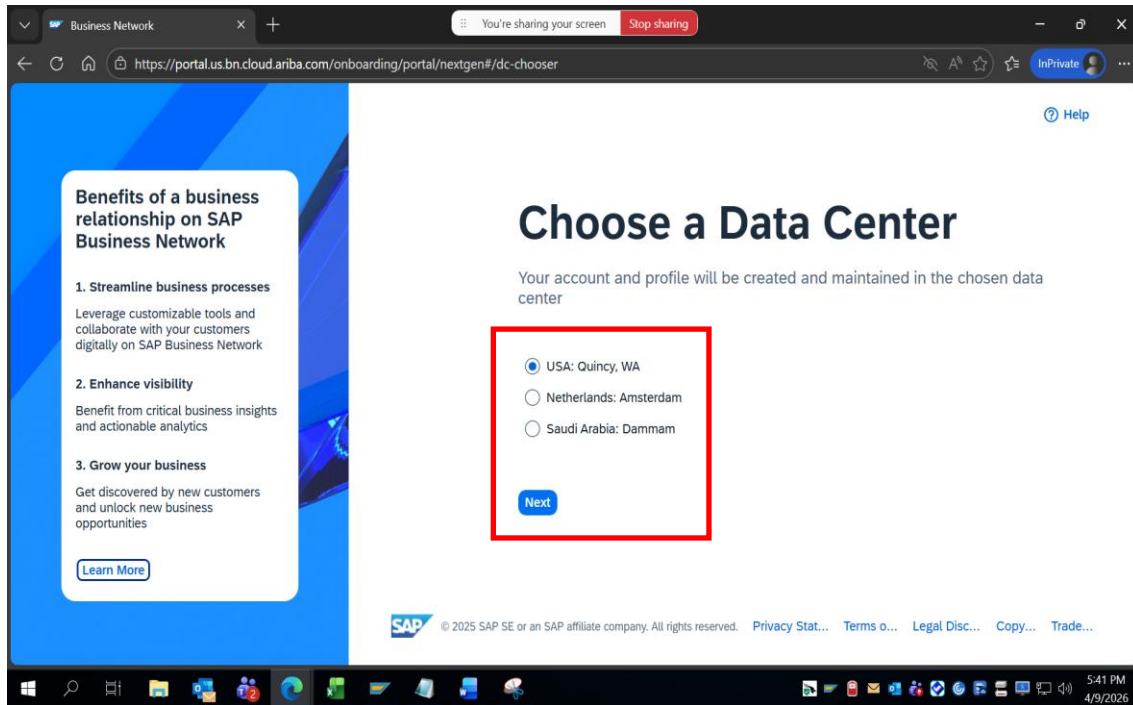 Business Network
You're sharing your screen
Stop sharing
https://portal.us.bn.cloud.ariba.com/onboarding/portal/nextgen#/dc-chooser
InPrivate
Help
Benefits of a business
relationship on SAP
Business Network
1. Streamline business processes
Leverage customizable tools and
collaborate with your customers
digitally on SAP Business Network
2. Enhance visibility
Benefit from critical business insights
and actionable analytics
3. Grow your business
Get discovered by new customers
and unlock new business
opportunities
Learn More
Choose a Data Center
Your account and profile will be created and maintained in the chosen data
center
USA: Quincy, WA
Netherlands: Amsterdam
Saudi Arabia: Dammam
Next
SAP © 2025 SAP SE or an SAP affiliate company. All rights reserved. Privacy Stat... Terms o... Legal Disc... Copy... Trade...
5:41 PM
4/9/2026